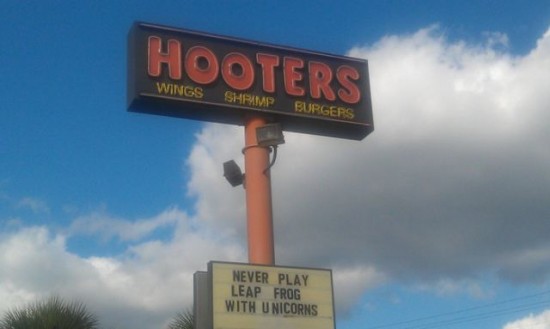 HOOTERS
WINGS SHRIMP BURGERS
NEVER PLAY
LEAP FROG
WITH UNICORNS